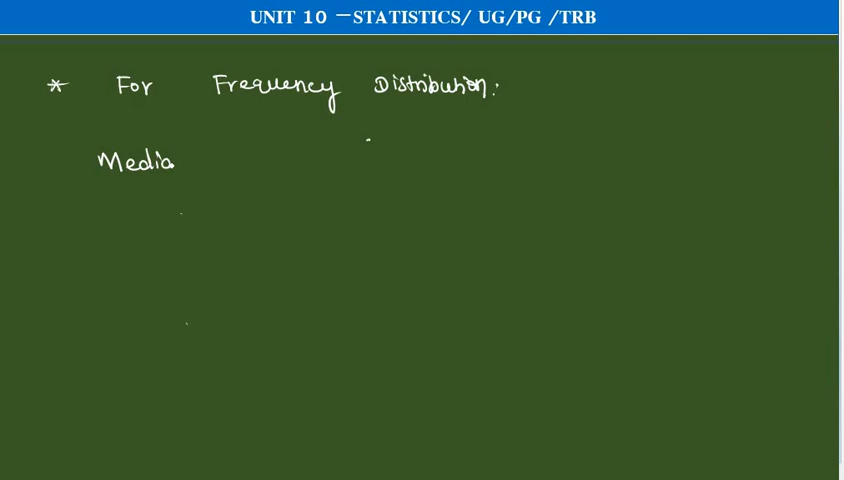 UNIT 10 －STATISTICS/ UG/PG /TRB
* For Frequency Distribution:
Media